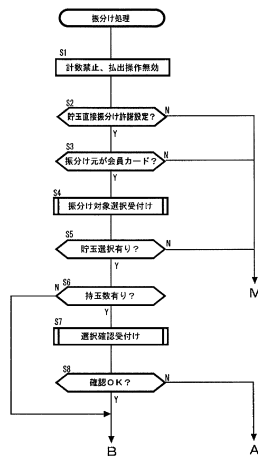 振分け処理
S1
計数禁止、払出操作無効
S2
貯玉直接振分け許諾設定？
N
Y
S3
振分け元が会員カード？
N
Y
S4
振分け対象選択受付け
S5
貯玉選択有り？
N
Y
M
S6
N
持玉数有り？
Y
S7
選択確認受付け
S8
確認OK？
N
Y
B
A